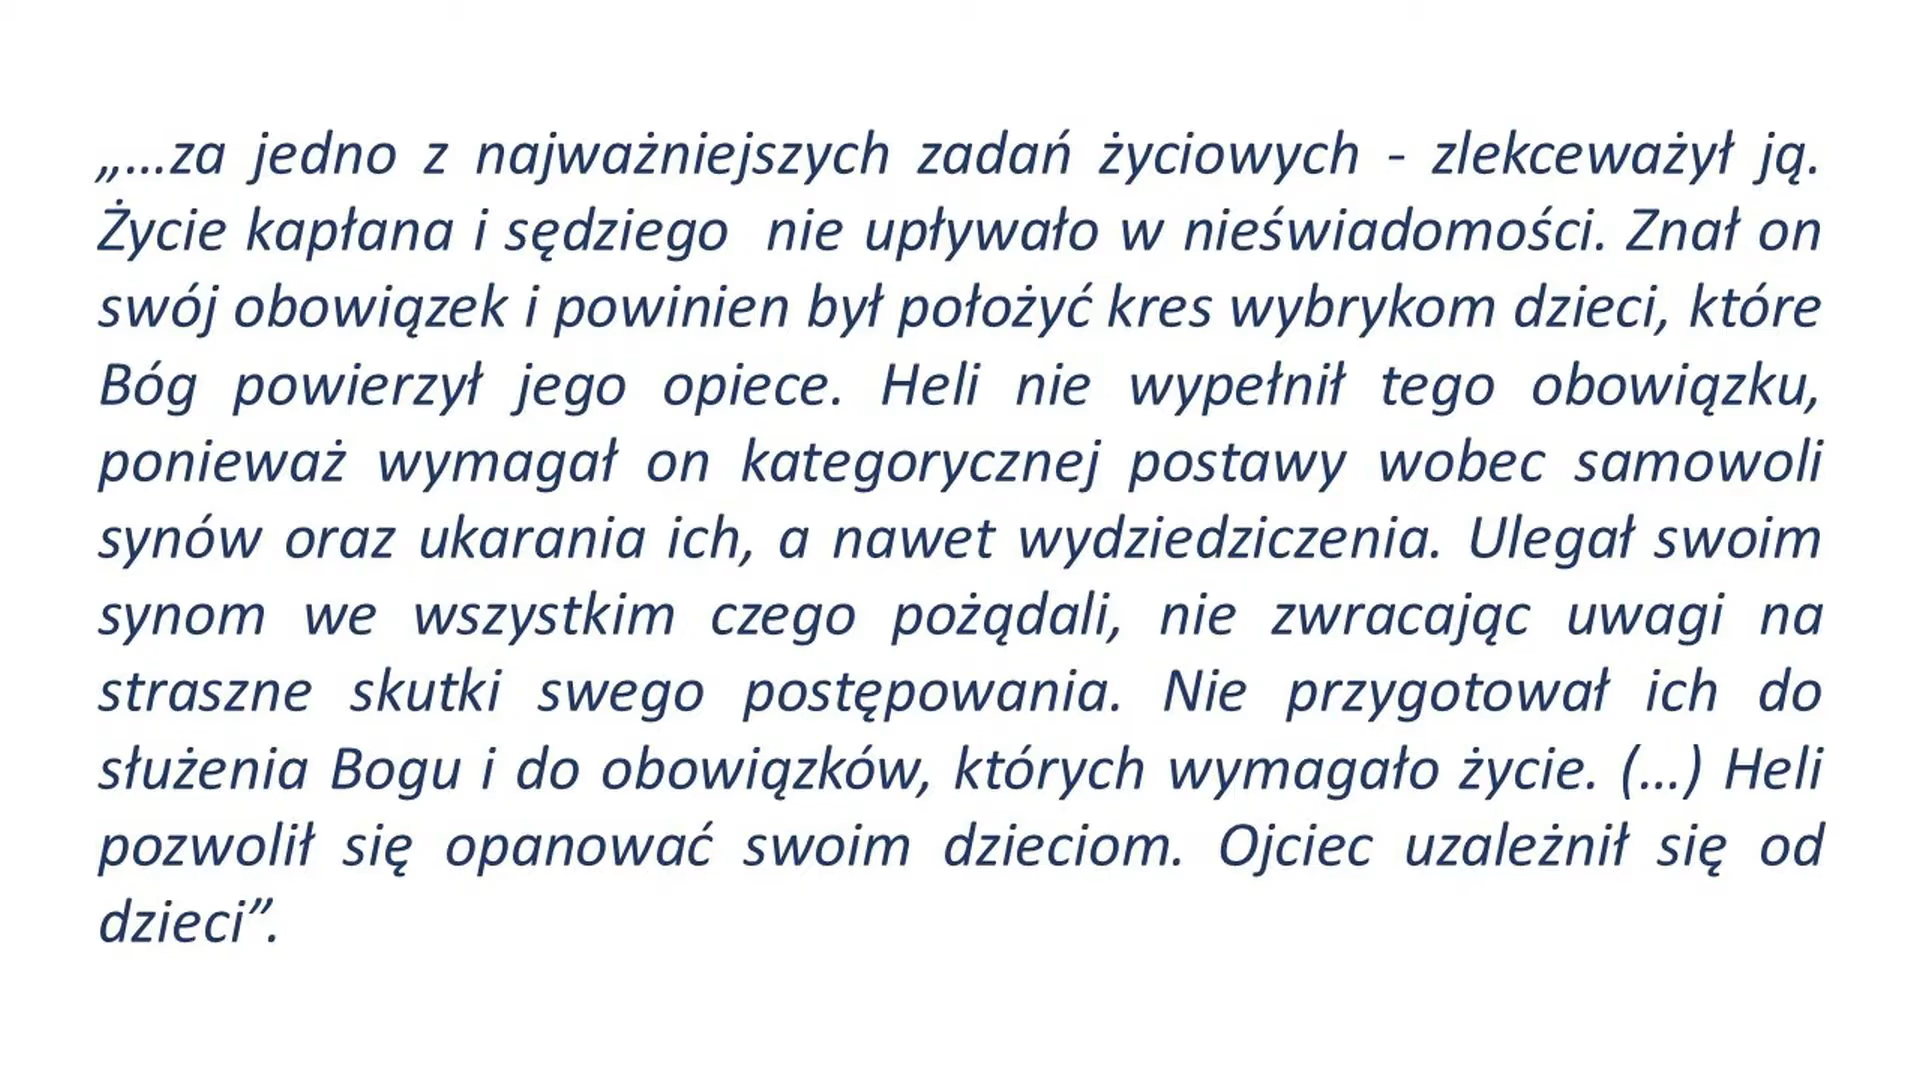 „...za jedno z najważniejszych zadań życiowych - zlekceważył ją.
Życie kapłana i sędziego  nie upływało w nieświadomości. Znał on
swój obowiązek i powinien był położyć kres wybrykom dzieci, które
Bóg powierzył jego opiece. Heli nie wypełnił tego obowiązku,
ponieważ wymagał on kategorycznej postawy wobec samowoli
synów oraz ukarania ich, a nawet wydziedziczenia. Ulegał swoim
synom we wszystkim czego pożądali, nie zwracając uwagi na
straszne skutki swego postępowania. Nie przygotował ich do
służenia Bogu i do obowiązków, których wymagało życie. (...) Heli
pozwolił się opanować swoim dzieciom. Ojciec uzależnił się od
dzieci”.